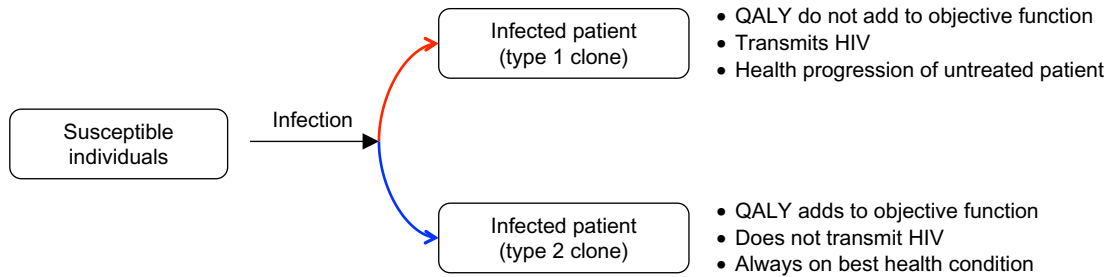 Infected patient
(type 1 clone)
• QALY do not add to objective function
• Transmits HIV
• Health progression of untreated patient
Susceptible
individuals
Infection
Infected patient
(type 2 clone)
• QALY adds to objective function
• Does not transmit HIV
• Always on best health condition